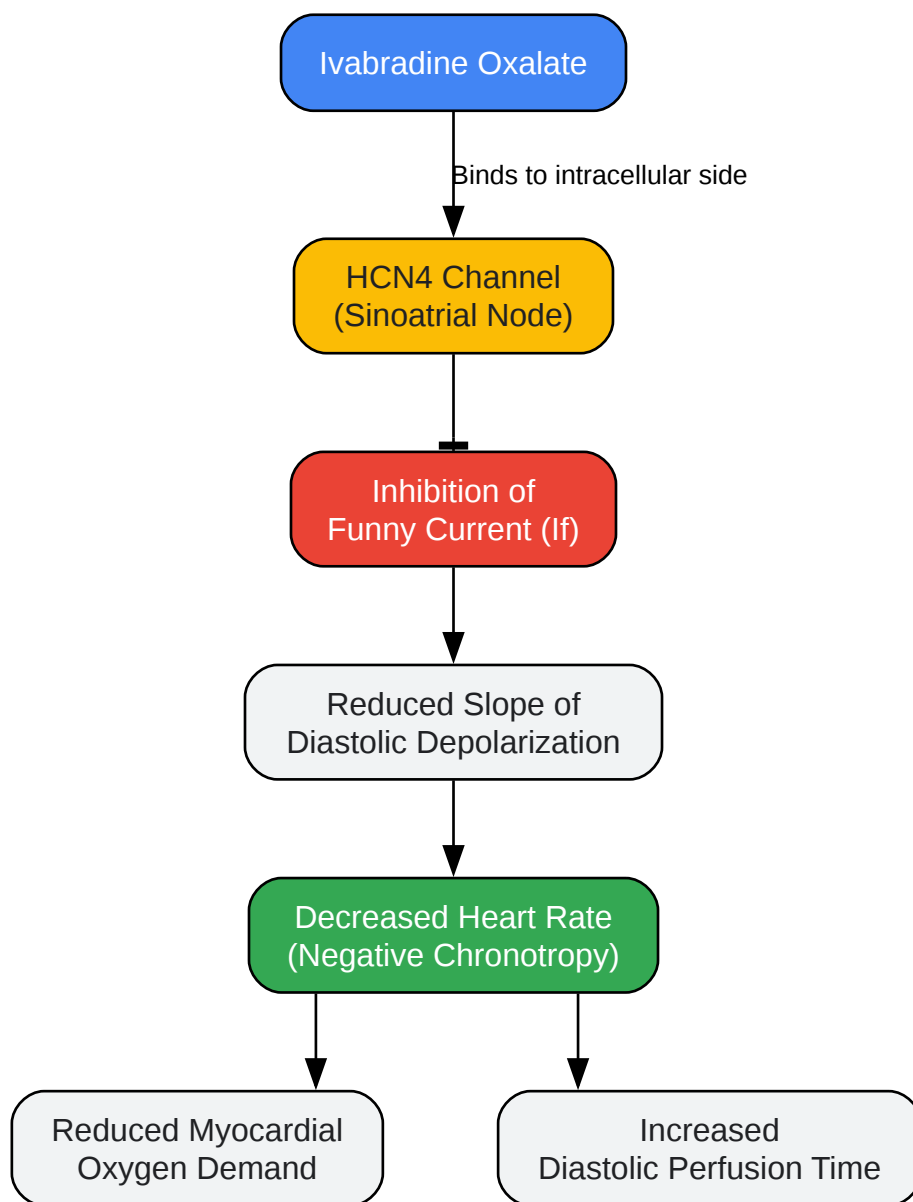 Ivabradine Oxalate
Binds to intracellular side
HCN4 Channel
(Sinoatrial Node)
Inhibition of
Funny Current (If)
Reduced Slope of
Diastolic Depolarization
Decreased Heart Rate
(Negative Chronotropy)
Reduced Myocardial
Oxygen Demand
Increased
Diastolic Perfusion Time